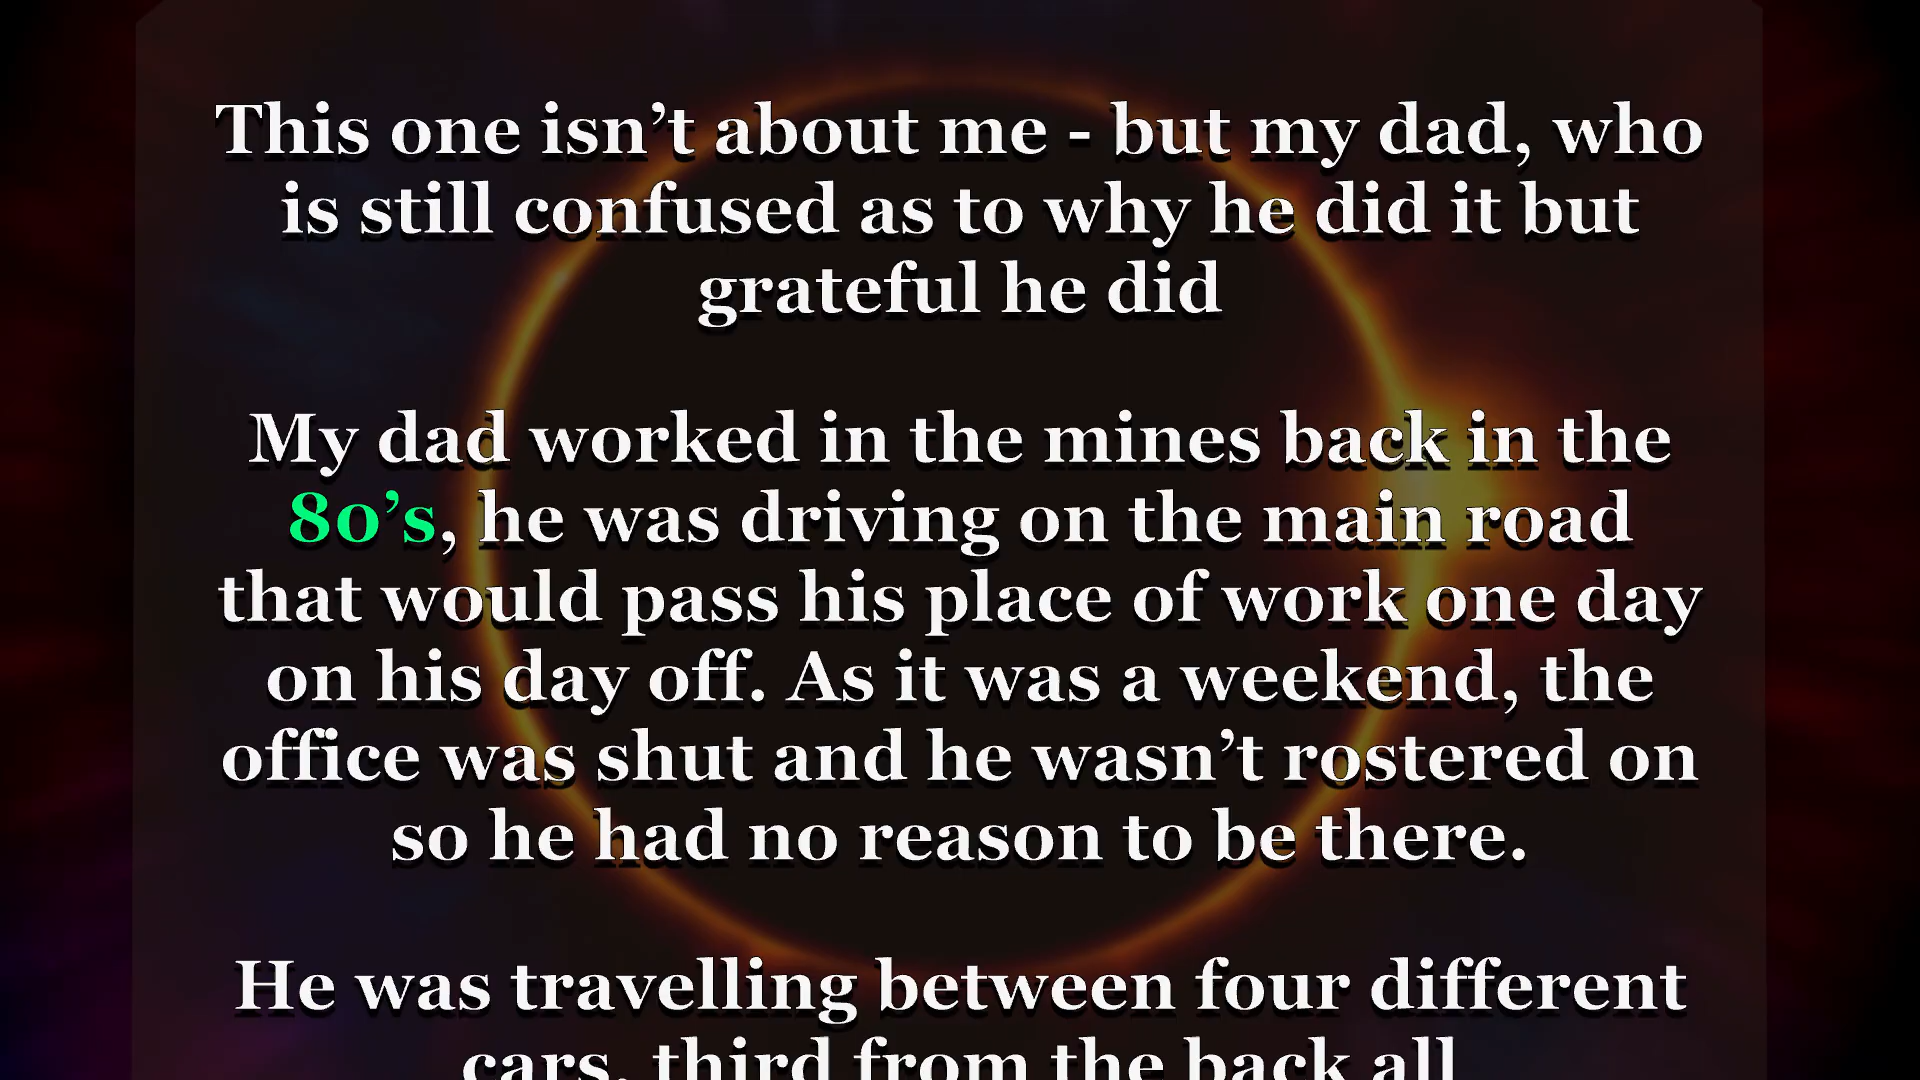 This one isn’t about me - but my dad, who
is still confused as to why he did it but
grateful he did
My dad worked in the mines back in the
80’s, he was driving on the main road
that would pass his place of work one day
on his day off. As it was a weekend, the
office was shut and he wasn’t rostered on
so he had no reason to be there.
He was travelling between four different
cars, third from the back all